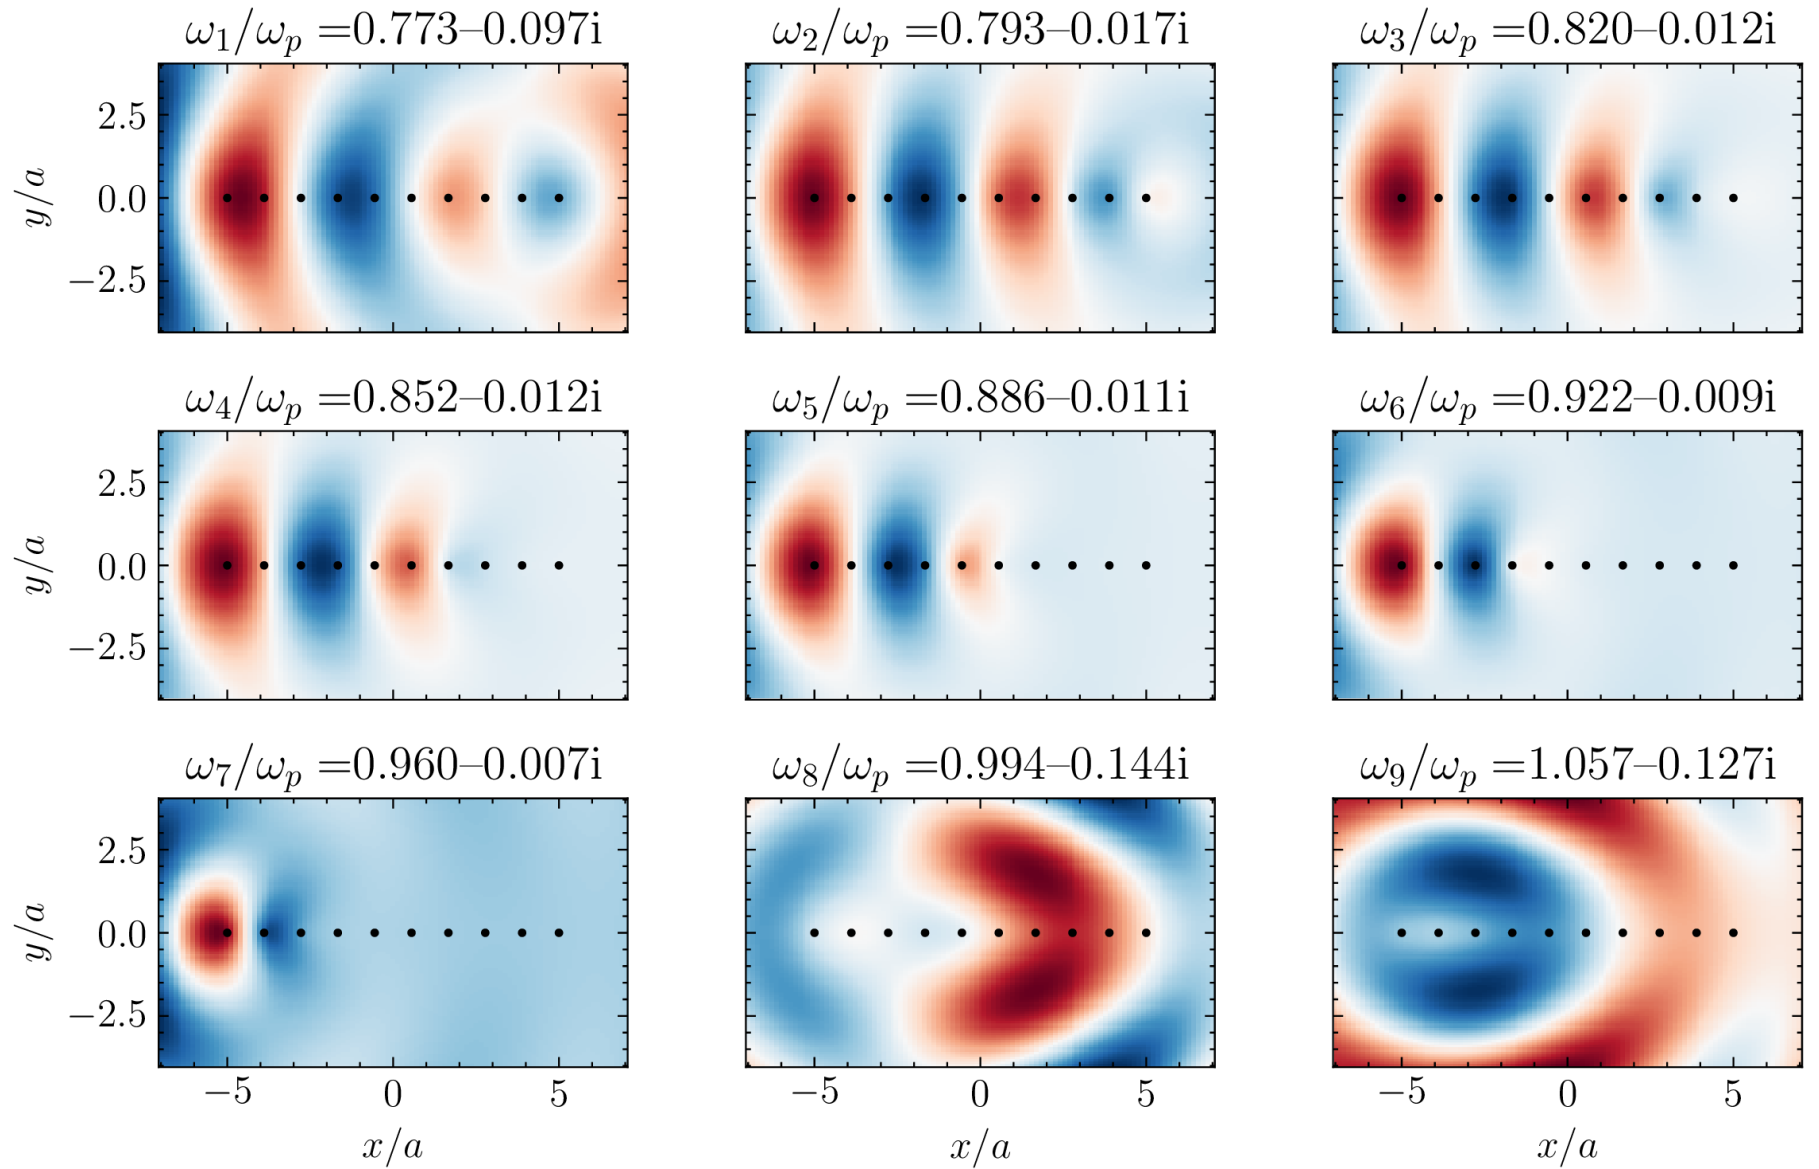 ω₁/ωₚ =0.773–0.097i
ω₂/ωₚ =0.793–0.017i
ω₃/ωₚ =0.820–0.012i
2.5
0.0
−2.5
y/a
ω₄/ωₚ =0.852–0.012i
ω₅/ωₚ =0.886–0.011i
ω₆/ωₚ =0.922–0.009i
2.5
0.0
−2.5
y/a
ω₇/ωₚ =0.960–0.007i
ω₈/ωₚ =0.994–0.144i
ω₉/ωₚ =1.057–0.127i
2.5
0.0
−2.5
y/a
−5 0 5
−5 0 5
−5 0 5
x/a
x/a
x/a